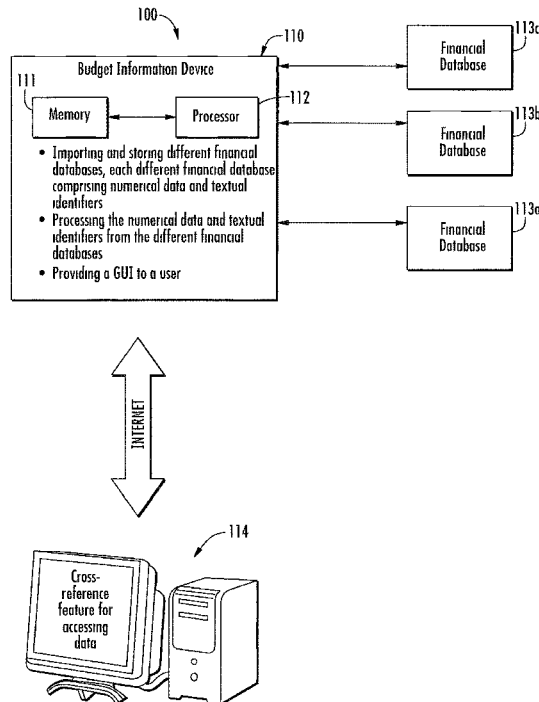 100
110
Budget Information Device
111
112
Memory
Processor
• Importing and storing different financial
databases, each different financial database
comprising numerical data and textual
identifiers
• Processing the numerical data and textual
identifiers from the different financial
databases
• Providing a GUI to a user
113c
Financial
Database
113b
Financial
Database
113a
Financial
Database
INTERNET
114
Cross-
reference
feature for
accessing
data